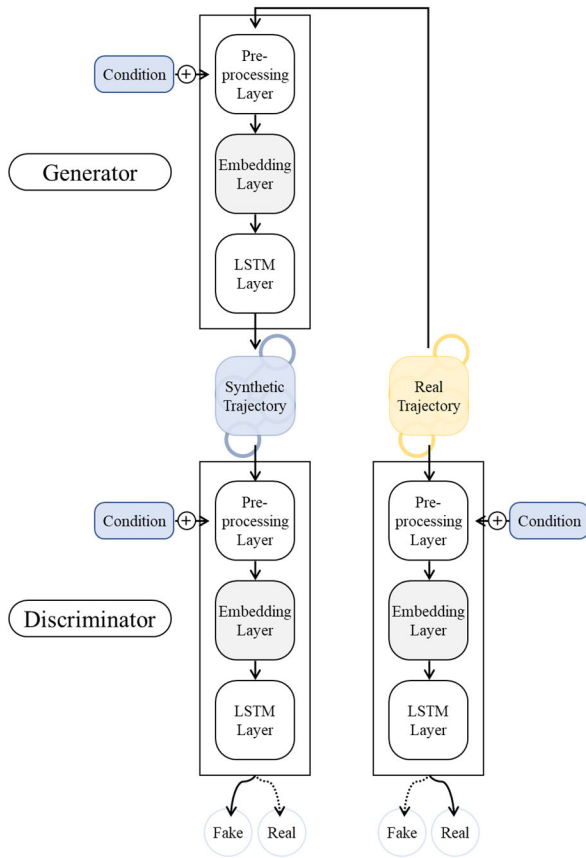 Pre-
processing
Layer
Condition
+
Generator
Embedding
Layer
LSTM
Layer
Synthetic
Trajectory
Real
Trajectory
Pre-
processing
Layer
Condition
+
Pre-
processing
Layer
+
Condition
Discriminator
Embedding
Layer
Embedding
Layer
LSTM
Layer
LSTM
Layer
Fake
Real
Fake
Real